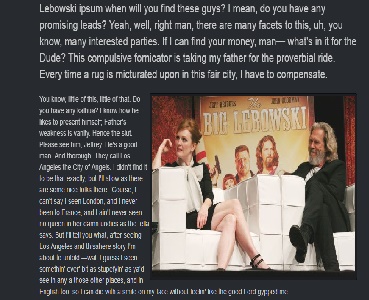 Lebowski ipsum when will you find these guys? I mean, do you have any
promising leads? Yeah, well, right man, there are many facets to this, uh, you
know, many interested parties. If I can find your money, man— what's in it for the
Dude? This compulsive fornicator is taking my father for the proverbial ride.
Every time a rug is micturated upon in this fair city, I have to compensate.
You know, little of this, little of that. Do
you have any kahlua? I know how he
likes to present himself; Father's
weakness is vanity. Hence the slut.
Please see him, Jeffrey. He's a good
man. And thorough. They call Los
Angeles the City of Angels. I didn't find it
to be that exactly, but I'll allow as there
are some nice folks there. Course, I
can't say I seen London, and I never
been to France, and I ain't never seen
no queen in her damn undies as the fella
says. But I'll tell you what, after seeing
Los Angeles and thisahere story I'm
about to unfold —wal, I guess I seen
somethin' ever' bit as stupefyin' as ya'd
see in any a those other places, and in
English too, so I can die with a smile on my face without feelin' like the good Lord gypped me.
The
BIG LEBOWSKI